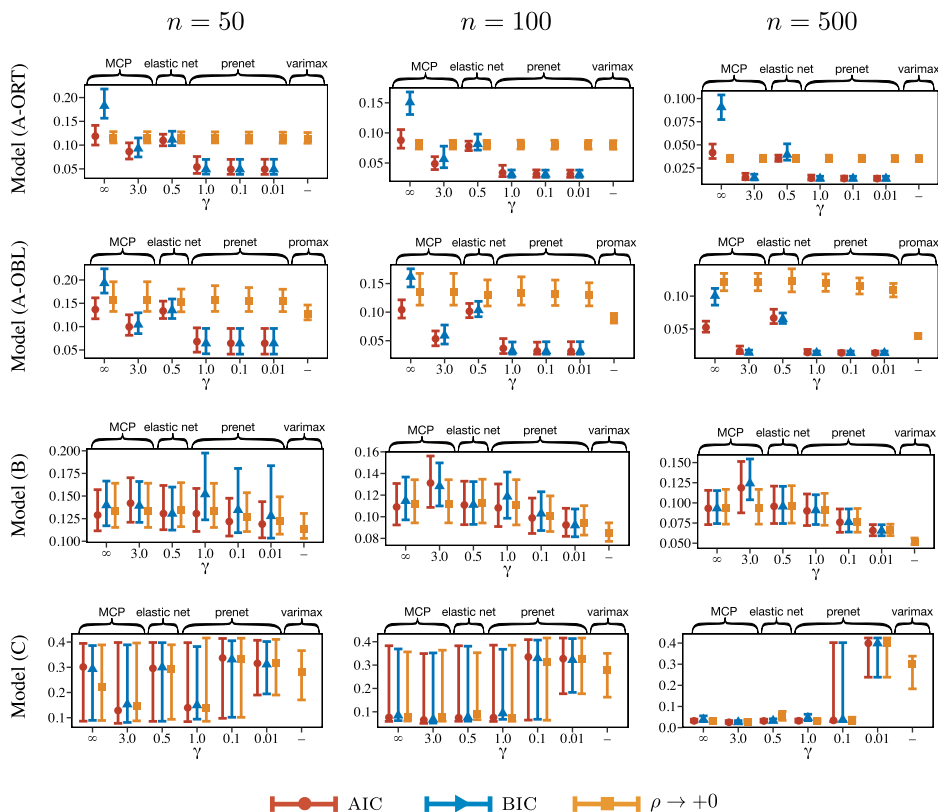 n = 50 n = 100 n = 500
Model (A-ORT)
MCP elastic net prenet varimax
0.20
0.15
0.10
0.05
∞ 3.0 0.5 1.0 0.1 0.01 –
γ
MCP elastic net prenet varimax
0.15
0.10
0.05
∞ 3.0 0.5 1.0 0.1 0.01 –
γ
MCP elastic net prenet varimax
0.100
0.075
0.050
0.025
∞ 3.0 0.5 1.0 0.1 0.01 –
γ
Model (A-OBL)
MCP elastic net prenet promax
0.20
0.15
0.10
0.05
∞ 3.0 0.5 1.0 0.1 0.01 –
γ
MCP elastic net prenet promax
0.15
0.10
0.05
∞ 3.0 0.5 1.0 0.1 0.01 –
γ
MCP elastic net prenet promax
0.10
0.05
∞ 3.0 0.5 1.0 0.1 0.01 –
γ
Model (B)
MCP elastic net prenet varimax
0.200
0.175
0.150
0.125
0.100
∞ 3.0 0.5 1.0 0.1 0.01 –
γ
MCP elastic net prenet varimax
0.16
0.14
0.12
0.10
0.08
∞ 3.0 0.5 1.0 0.1 0.01 –
γ
MCP elastic net prenet varimax
0.150
0.125
0.100
0.075
0.050
∞ 3.0 0.5 1.0 0.1 0.01 –
γ
Model (C)
MCP elastic net prenet varimax
0.4
0.3
0.2
0.1
∞ 3.0 0.5 1.0 0.1 0.01 –
γ
MCP elastic net prenet varimax
0.4
0.3
0.2
0.1
∞ 3.0 0.5 1.0 0.1 0.01 –
γ
MCP elastic net prenet varimax
0.4
0.3
0.2
0.1
0.0
∞ 3.0 0.5 1.0 0.1 0.01 –
γ
AIC BIC ρ → +0